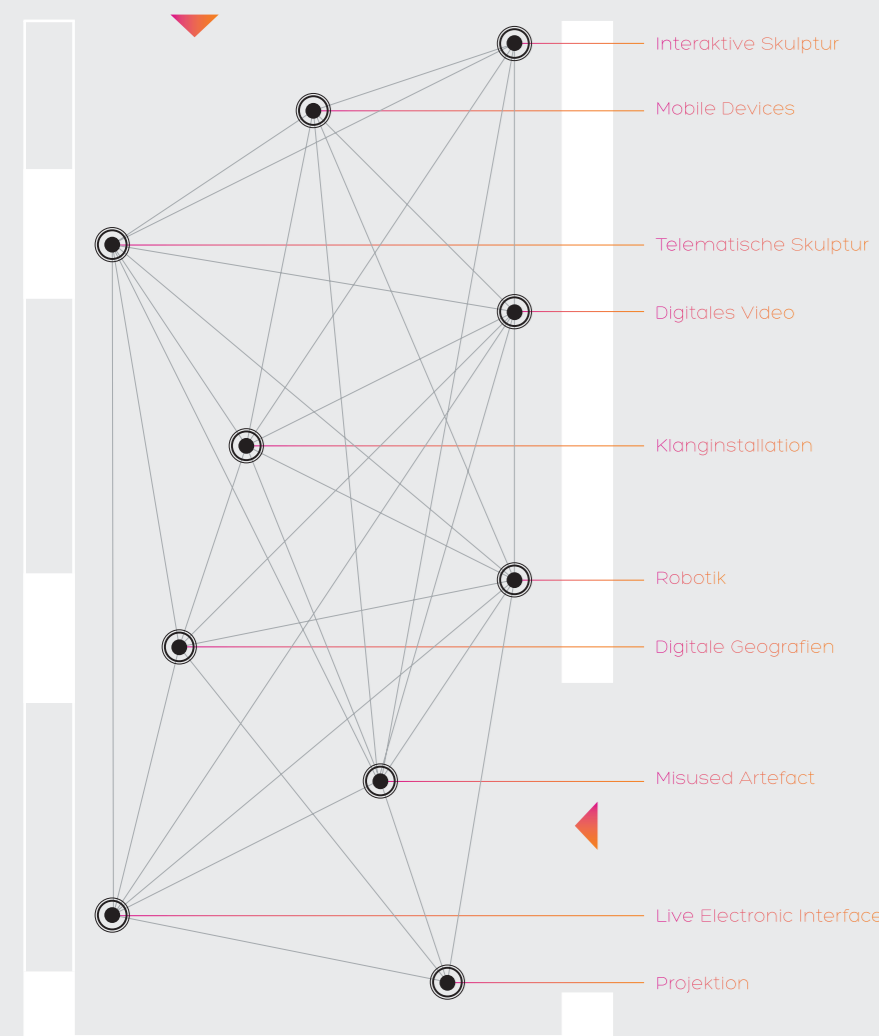 Interaktive Skulptur
Mobile Devices
Telematische Skulptur
Digitales Video
Klanginstallation
Robotik
Digitale Geografien
Misused Artefact
Live Electronic Interface
Projektion